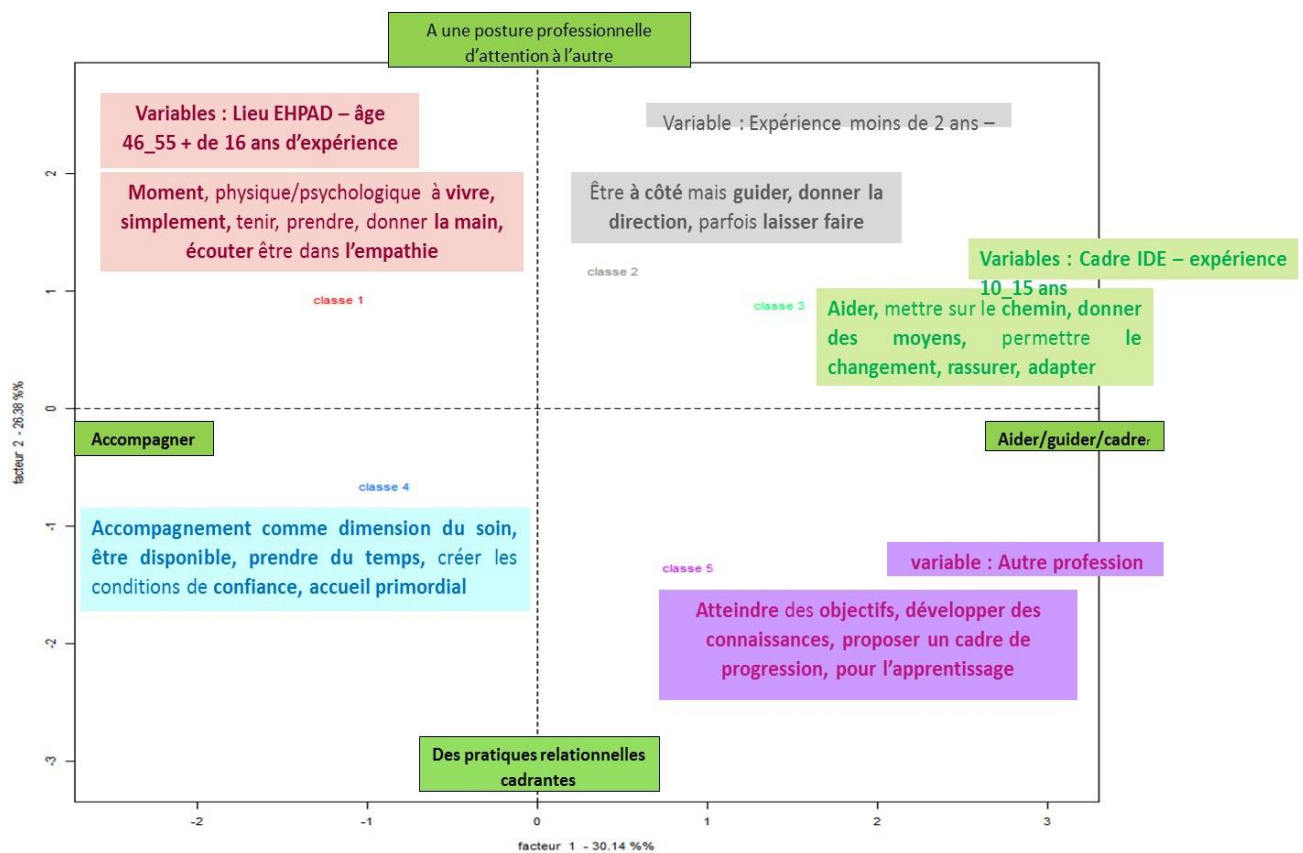 A une posture professionnelle
d’attention à l’autre
Variables : Lieu EHPAD – âge
46_55 + de 16 ans d’expérience
Variable : Expérience moins de 2 ans –
Moment, physique/psychologique à vivre,
simplement, tenir, prendre, donner la main,
écouter être dans l’empathie
Être à côté mais guider, donner la
direction, parfois laisser faire
classe 2
Variables : Cadre IDE – expérience
10_15 ans
classe 1
classe 3
Aider, mettre sur le chemin, donner
des moyens, permettre le
changement, rassurer, adapter
2
1
0
-1
-2
-3
facteur 2 - 26.38 %%
Accompagner
Aider/guider/cadrer
classe 4
Accompagnement comme dimension du soin,
être disponible, prendre du temps, créer les
conditions de confiance, accueil primordial
classe 5
variable : Autre profession
Atteindre des objectifs, développer des
connaissances, proposer un cadre de
progression, pour l’apprentissage
Des pratiques relationnelles
cadrantes
-2 -1 0 1 2 3
facteur 1 - 30.14 %%